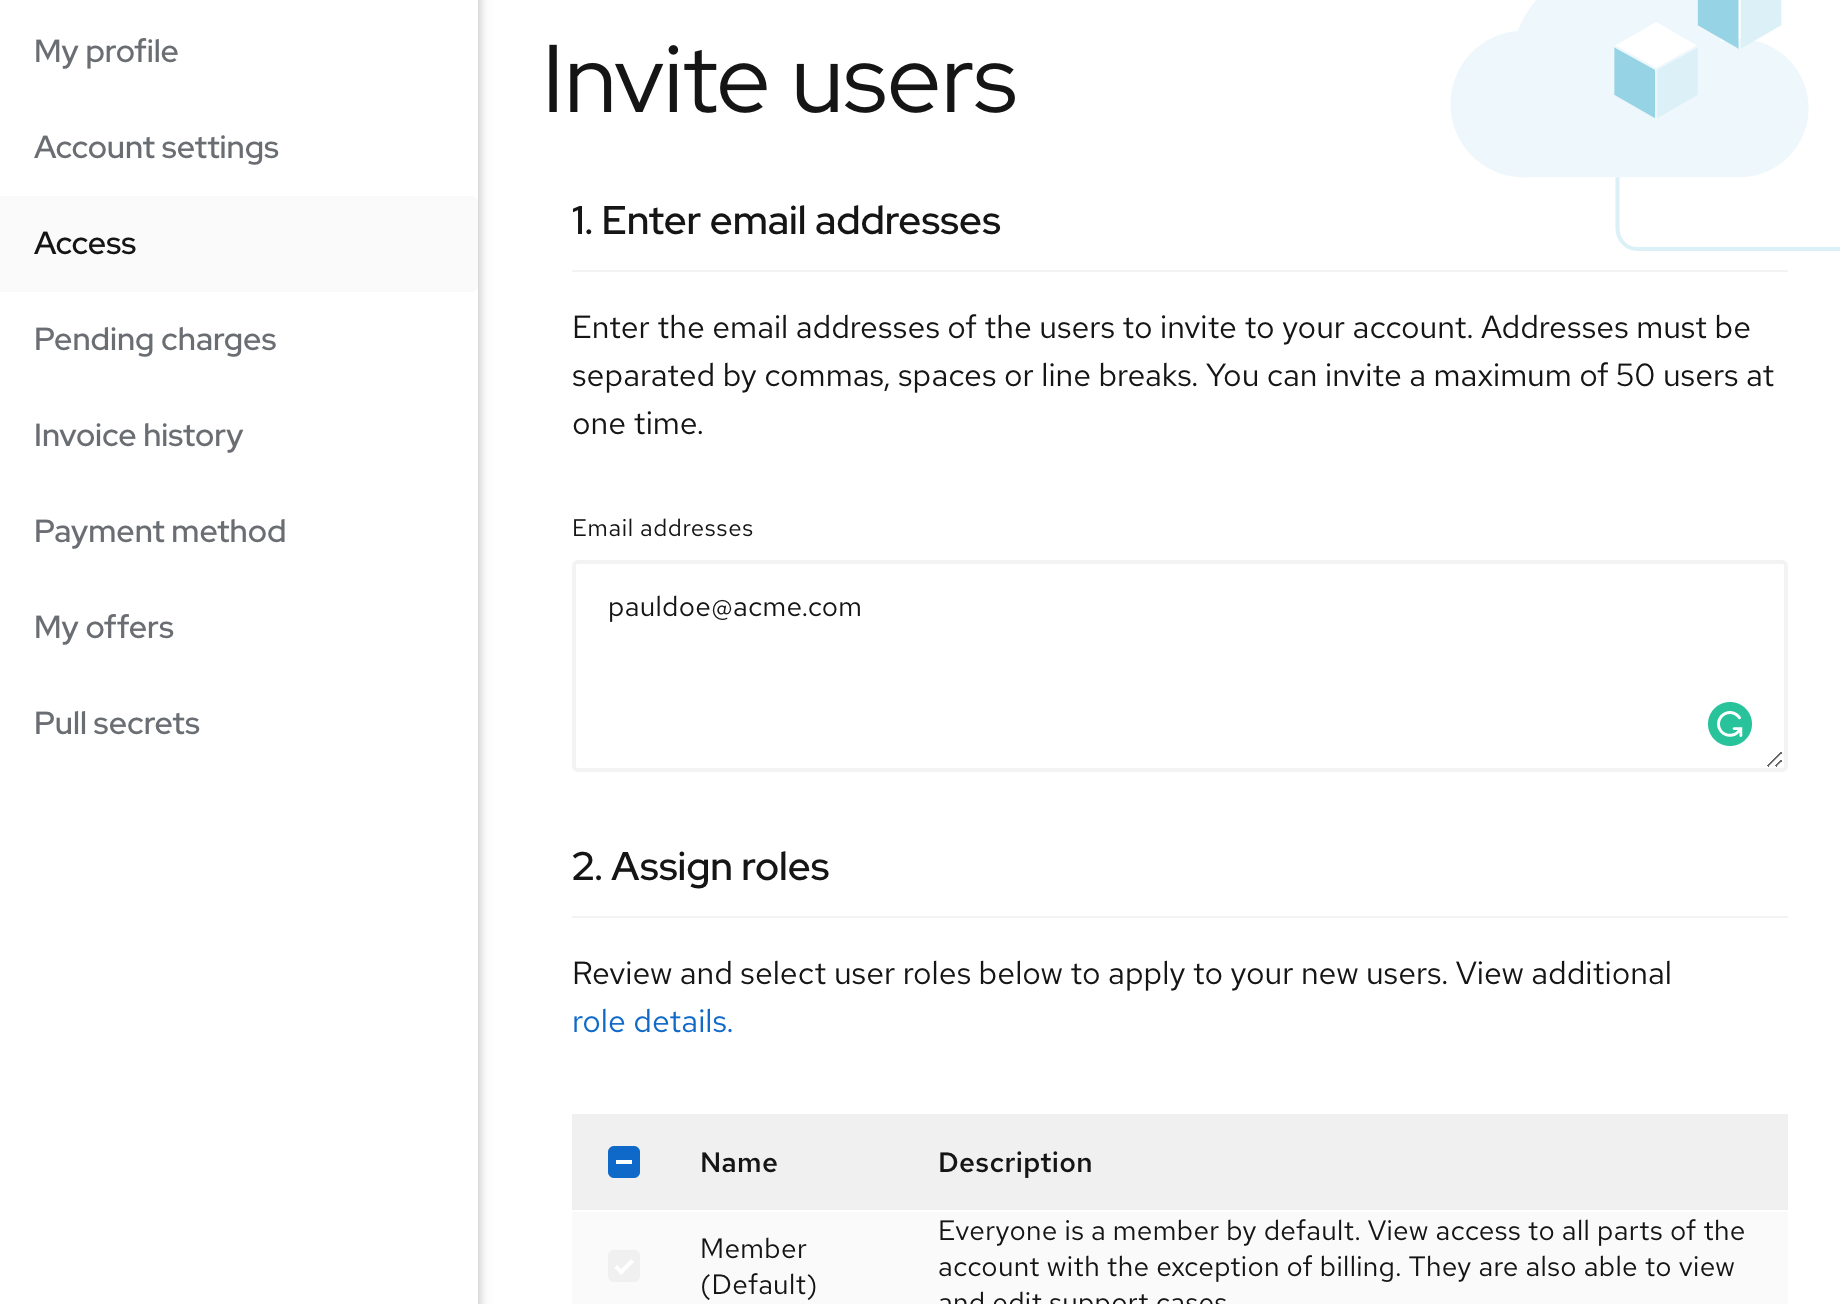 My profile
Account settings
Access
Pending charges
Invoice history
Payment method
My offers
Pull secrets
Invite users
1. Enter email addresses
Enter the email addresses of the users to invite to your account. Addresses must be
separated by commas, spaces or line breaks. You can invite a maximum of 50 users at
one time.
Email addresses
pauldoe@acme.com
2. Assign roles
Review and select user roles below to apply to your new users. View additional
role details.
Name Description
Member
(Default)
Everyone is a member by default. View access to all parts of the
account with the exception of billing. They are also able to view
and edit support cases.